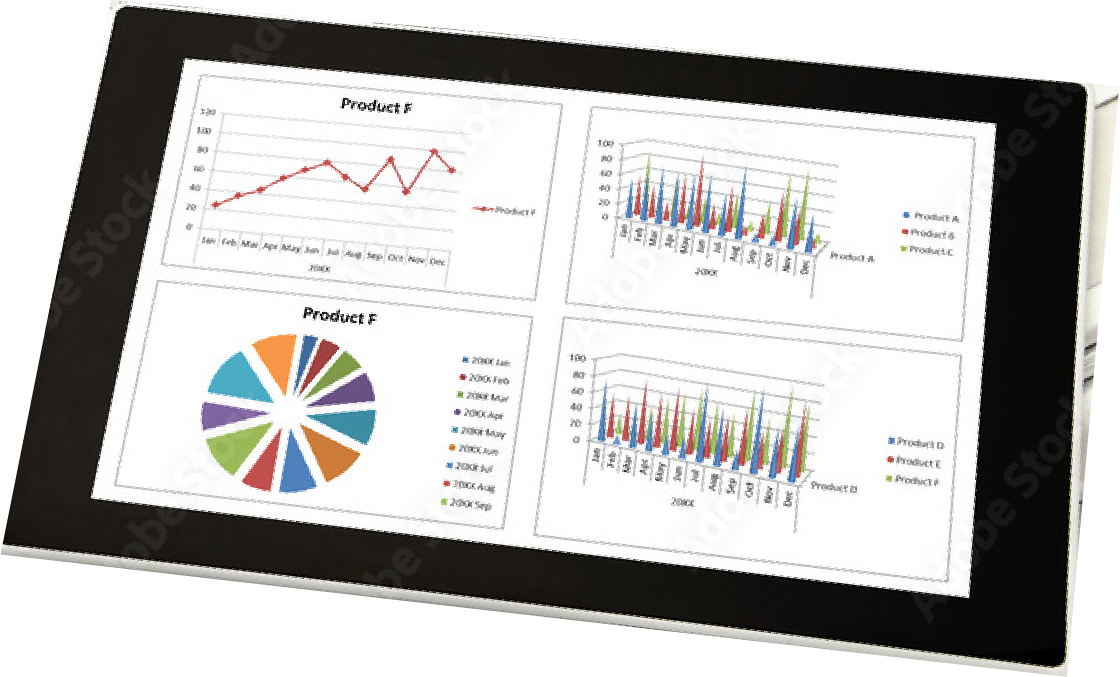 Product F
120
100
80
60
40
20
0
Jan Feb Mar Apr May Jun Jul Aug Sep Oct Nov Dec
20XX
Product F
100
80
60
40
20
0
Jan Feb Mar Apr May Jun Jul Aug Sep Oct Nov Dec
20XX
Product A
Product A
Product B
Product C
Product F
20XX Jan
20XX Feb
20XX Mar
20XX Apr
20XX May
20XX Jun
20XX Jul
20XX Aug
20XX Sep
100
80
60
40
20
0
Jan Feb Mar Apr May Jun Jul Aug Sep Oct Nov Dec
20XX
Product D
Product D
Product E
Product F
Adobe Stock